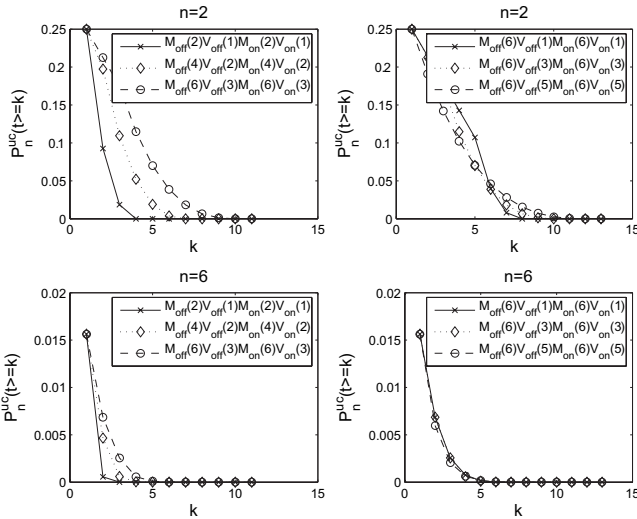 n=2
0.25
0.2
0.15
0.1
0.05
0
P_n^uc(t>=k)
0 5 10 15
k
M_off(2)V_off(1)M_on(2)V_on(1)
M_off(4)V_off(2)M_on(4)V_on(2)
M_off(6)V_off(3)M_on(6)V_on(3)
n=2
0.25
0.2
0.15
0.1
0.05
0
P_n^uc(t>=k)
0 5 10 15
k
M_off(6)V_off(1)M_on(6)V_on(1)
M_off(6)V_off(3)M_on(6)V_on(3)
M_off(6)V_off(5)M_on(6)V_on(5)
n=6
0.02
0.015
0.01
0.005
0
P_n^uc(t>=k)
0 5 10 15
k
M_off(2)V_off(1)M_on(2)V_on(1)
M_off(4)V_off(2)M_on(4)V_on(2)
M_off(6)V_off(3)M_on(6)V_on(3)
n=6
0.02
0.015
0.01
0.005
0
P_n^uc(t>=k)
0 5 10 15
k
M_off(6)V_off(1)M_on(6)V_on(1)
M_off(6)V_off(3)M_on(6)V_on(3)
M_off(6)V_off(5)M_on(6)V_on(5)